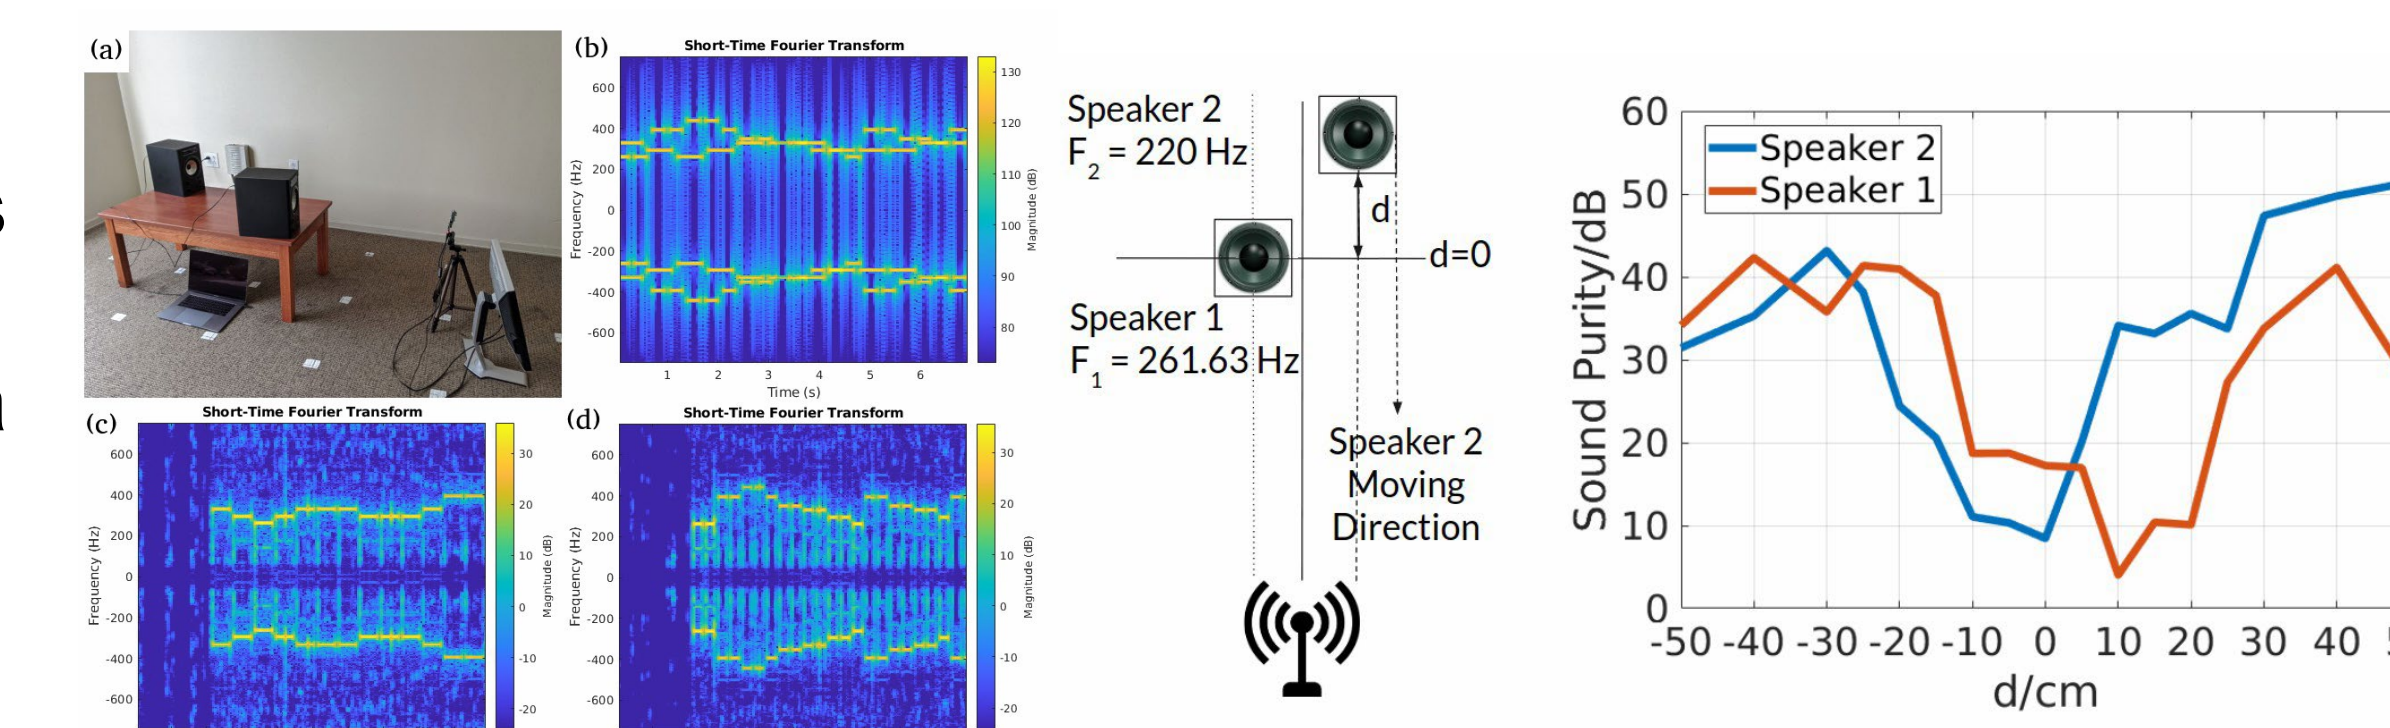 s
(a)
(b)
Short-Time Fourier Transform
600
400
200
0
-200
-400
-600
Frequency (Hz)
1 2 3 4 5 6
Time (s)
130
120
110
100
90
80
Magnitude (dB)
(c)
Short-Time Fourier Transform
600
400
200
0
-200
-400
-600
Frequency (Hz)
30
20
10
0
-10
-20
Magnitude (dB)
(d)
Short-Time Fourier Transform
600
400
200
0
-200
-400
-600
Frequency (Hz)
30
20
10
0
-10
-20
Magnitude (dB)
Speaker 2
F2 = 220 Hz
d
d=0
Speaker 1
F1 = 261.63 Hz
Speaker 2
Moving
Direction
Speaker 2
Speaker 1
60
50
40
30
20
10
0
Sound Purity/dB
-50 -40 -30 -20 -10 0 10 20 30 40
d/cm